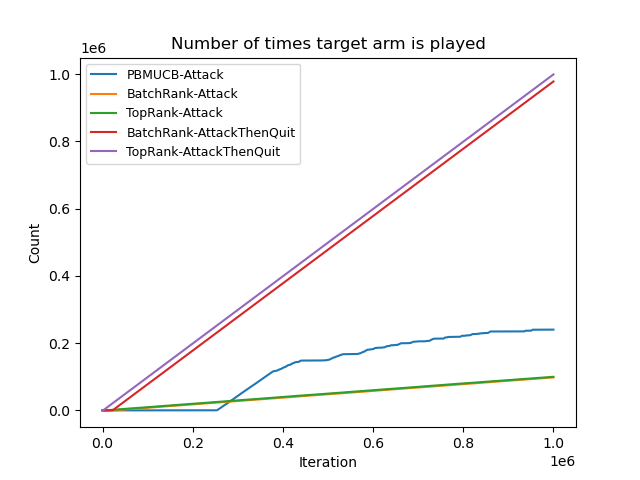 Number of times target arm is played
1e6
1.0
0.8
0.6
0.4
0.2
0.0
Count
PBMUCB-Attack
BatchRank-Attack
TopRank-Attack
BatchRank-AttackThenQuit
TopRank-AttackThenQuit
0.0 0.2 0.4 0.6 0.8 1.0
Iteration
1e6